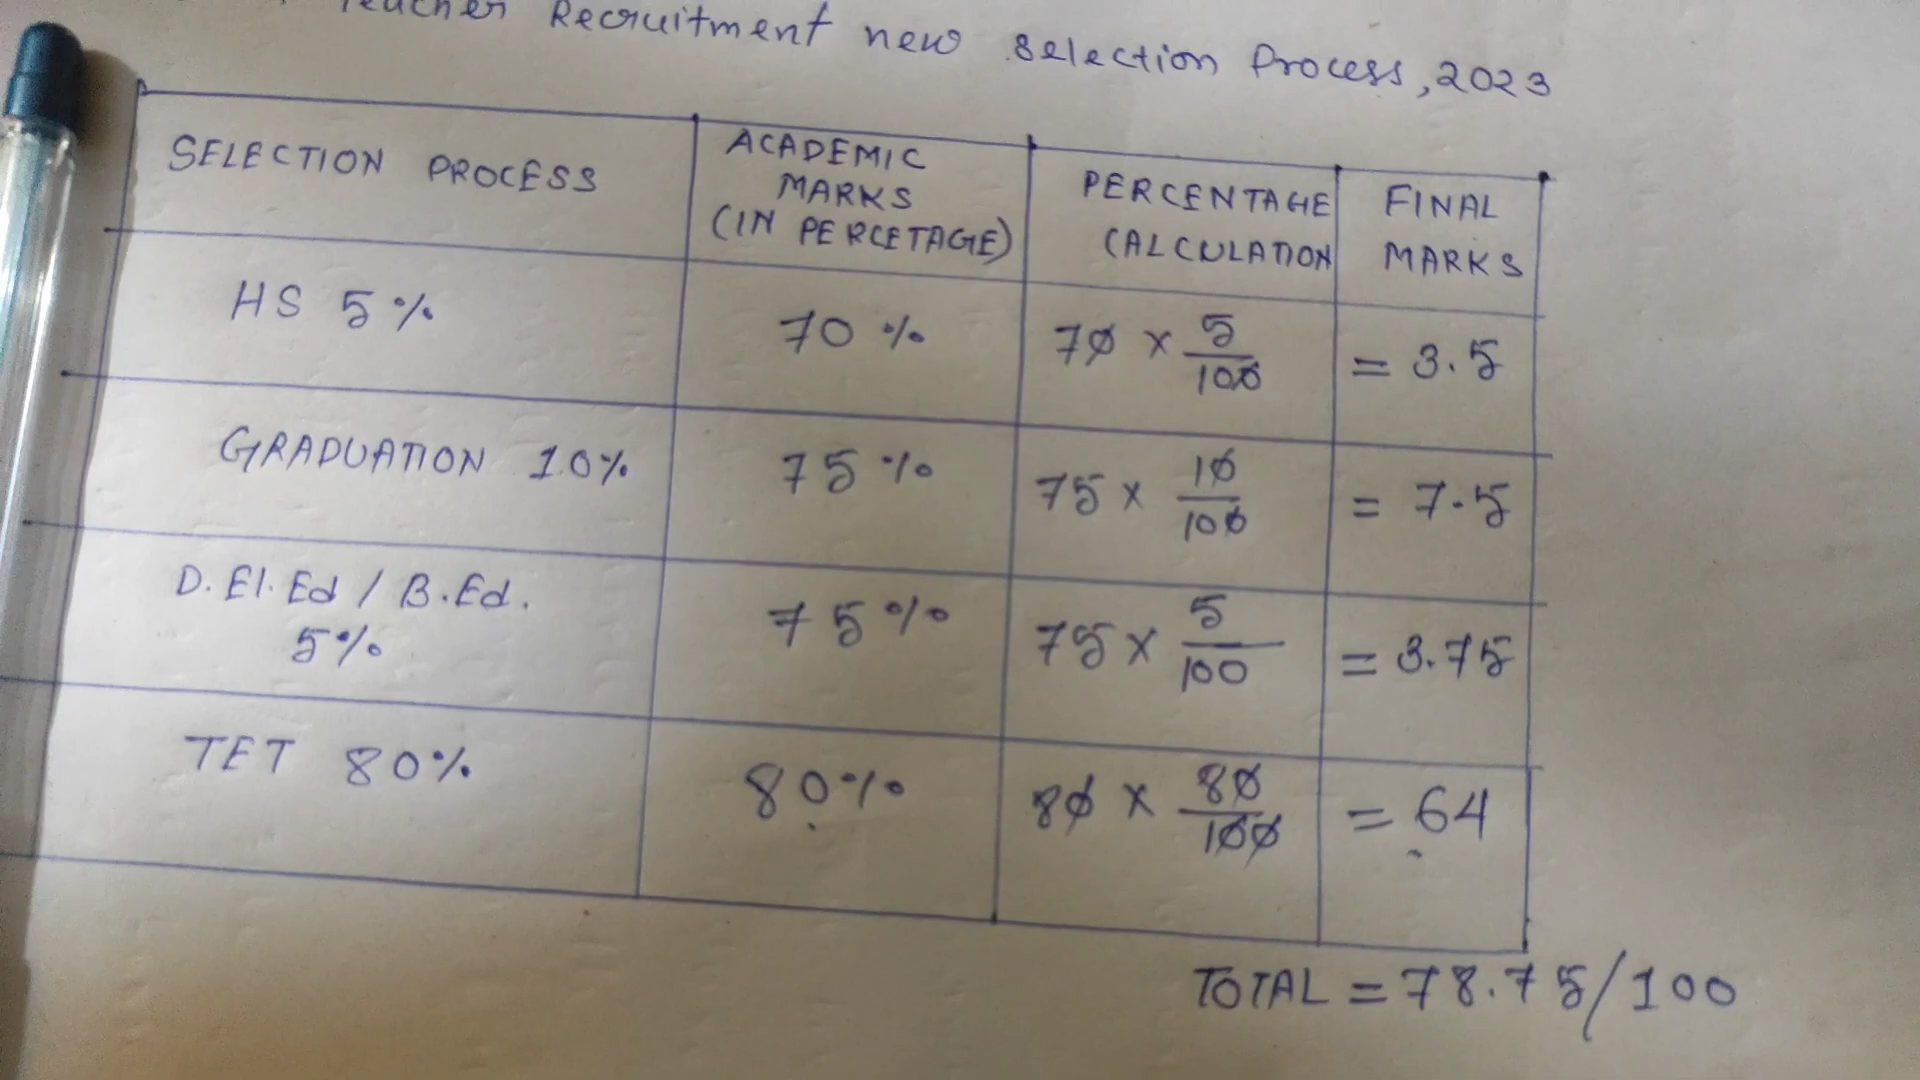 Teacher Recruitment new selection Process, 2023
SELECTION PROCESS
ACADEMIC
MARKS
(IN PERCETAGE)
PERCENTAGE
CALCULATION
FINAL
MARKS
HS 5%
70%
70 × 5/100
= 3.5
GRADUATION 10%
75%
75 × 10/100
= 7.5
D.El.Ed / B.Ed.
5%
75%
75 × 5/100
= 3.75
TET 80%
80%
80 × 80/100
= 64
TOTAL = 78.75/100